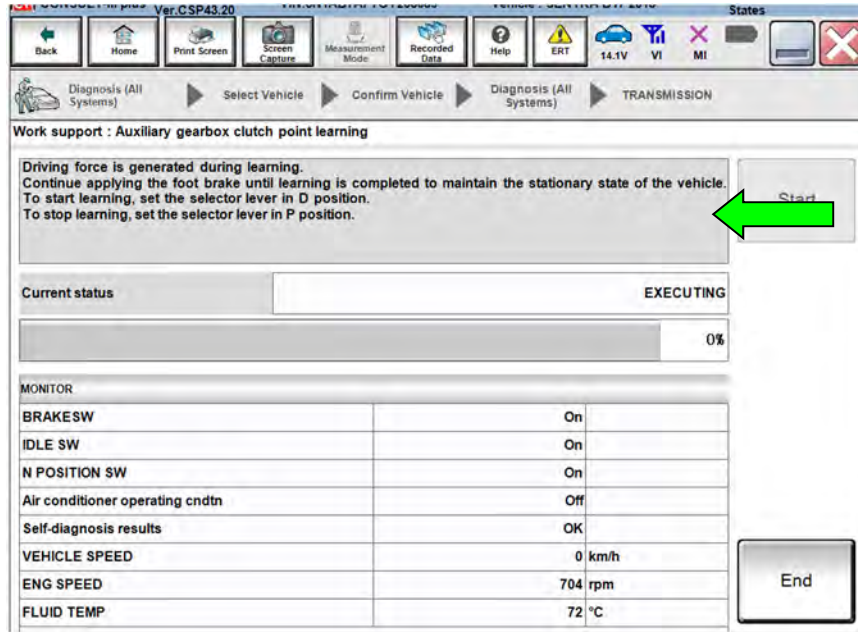 Ver.CSP43.20
States
Back
Home
Print Screen
Screen
Capture
Measurement
Mode
Recorded
Data
Help
ERT
14.1V
VI
MI
Diagnosis (All
Systems)
Select Vehicle
Confirm Vehicle
Diagnosis (All
Systems)
TRANSMISSION
Work support : Auxiliary gearbox clutch point learning
Driving force is generated during learning.
Continue applying the foot brake until learning is completed to maintain the stationary state of the vehicle.
To start learning, set the selector lever in D position.
To stop learning, set the selector lever in P position.
Start
Current status EXECUTING
0%
MONITOR
BRAKESW On
IDLE SW On
N POSITION SW On
Air conditioner operating cndtn Off
Self-diagnosis results OK
VEHICLE SPEED 0 km/h
ENG SPEED 704 rpm
FLUID TEMP 72 °C
End